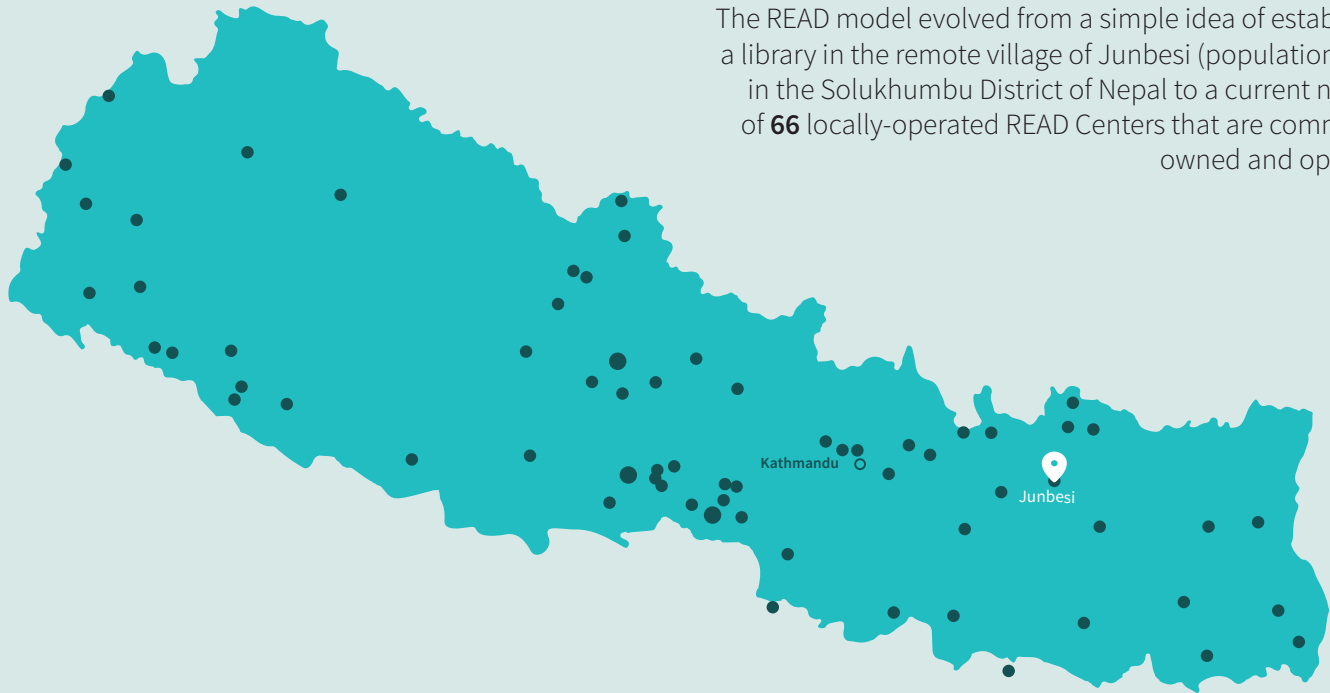 The READ model evolved from a simple idea of estab
a library in the remote village of Junbesi (population
in the Solukhumbu District of Nepal to a current n
of 66 locally-operated READ Centers that are comm
owned and op
Kathmandu
Junbesi